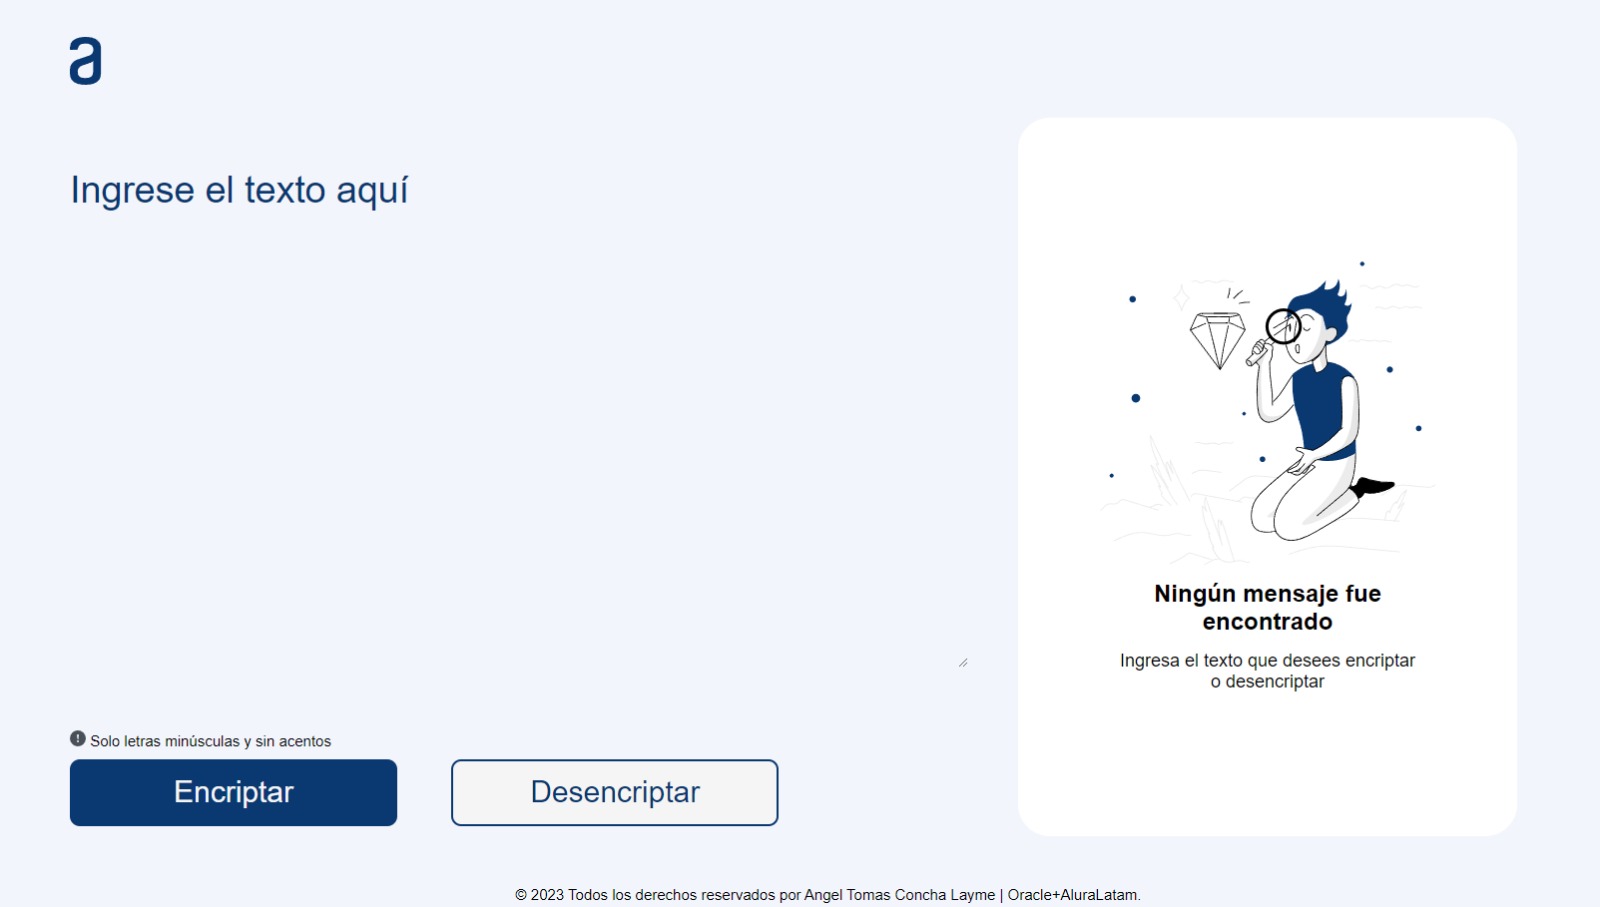 a
Ingrese el texto aquí
Ningún mensaje fue
encontrado
Ingresa el texto que desees encriptar
o desencriptar
! Solo letras minúsculas y sin acentos
Encriptar
Desencriptar
© 2023 Todos los derechos reservados por Angel Tomas Concha Layme | Oracle+AluraLatam.